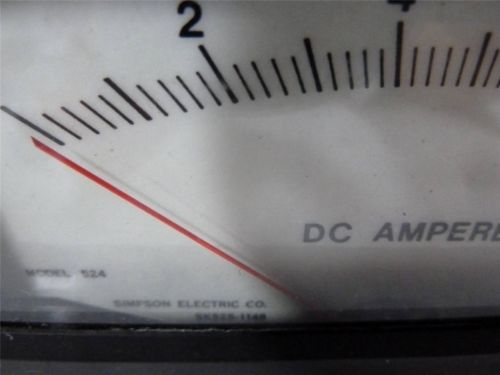 2 4
DC AMPERE
MODEL 524
SIMPSON ELECTRIC CO.